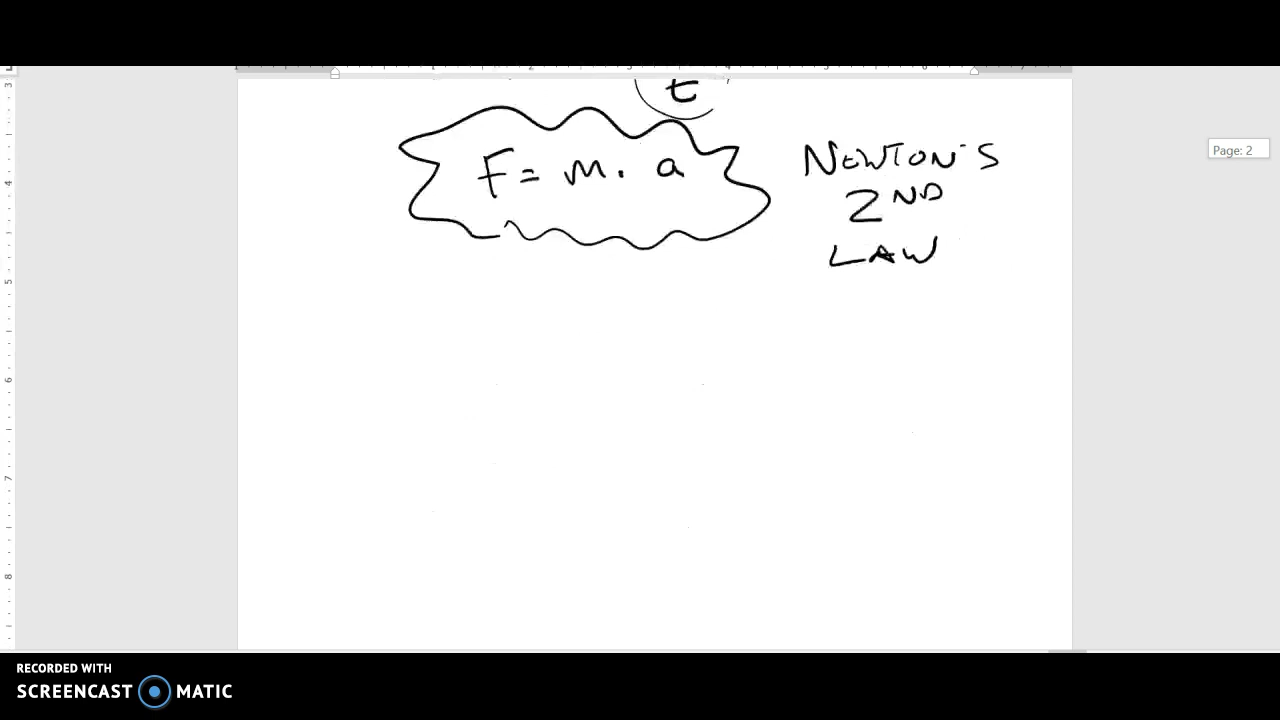 Page: 2
t
F = m . a
NEWTON'S
2ND
LAW
RECORDED WITH
SCREENCAST MATIC